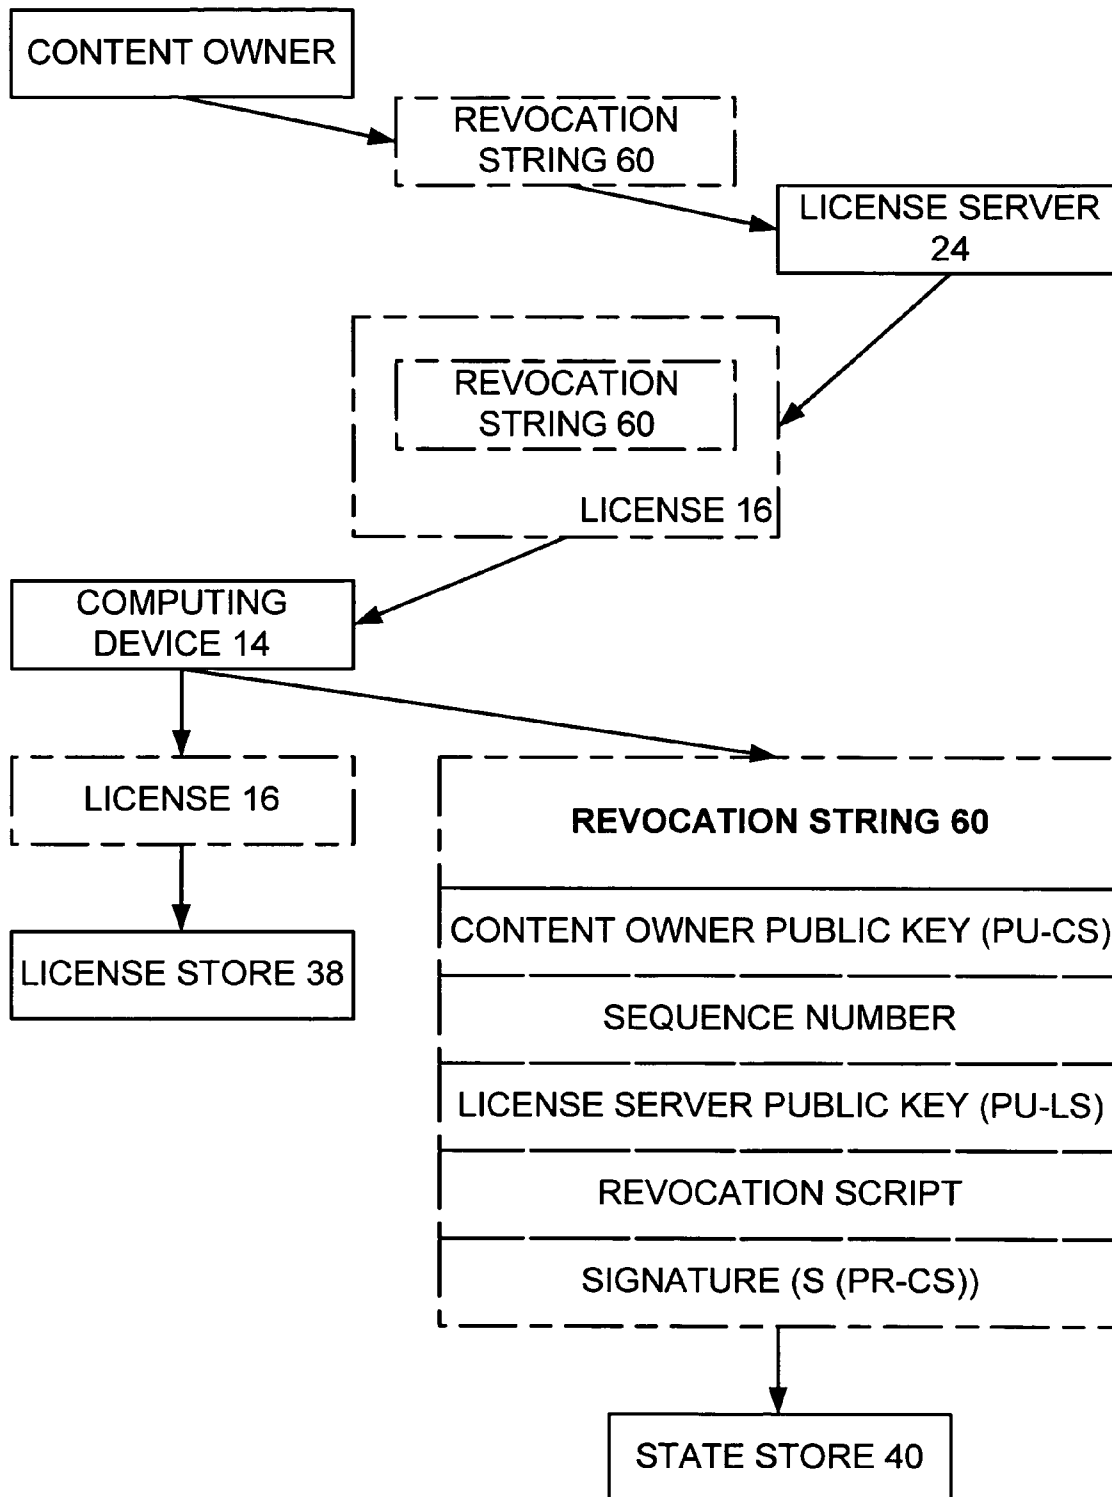 CONTENT OWNER
REVOCATION
STRING 60
LICENSE SERVER
24
REVOCATION
STRING 60
LICENSE 16
COMPUTING
DEVICE 14
LICENSE 16
LICENSE STORE 38
REVOCATION STRING 60
CONTENT OWNER PUBLIC KEY (PU-CS)
SEQUENCE NUMBER
LICENSE SERVER PUBLIC KEY (PU-LS)
REVOCATION SCRIPT
SIGNATURE (S (PR-CS))
STATE STORE 40